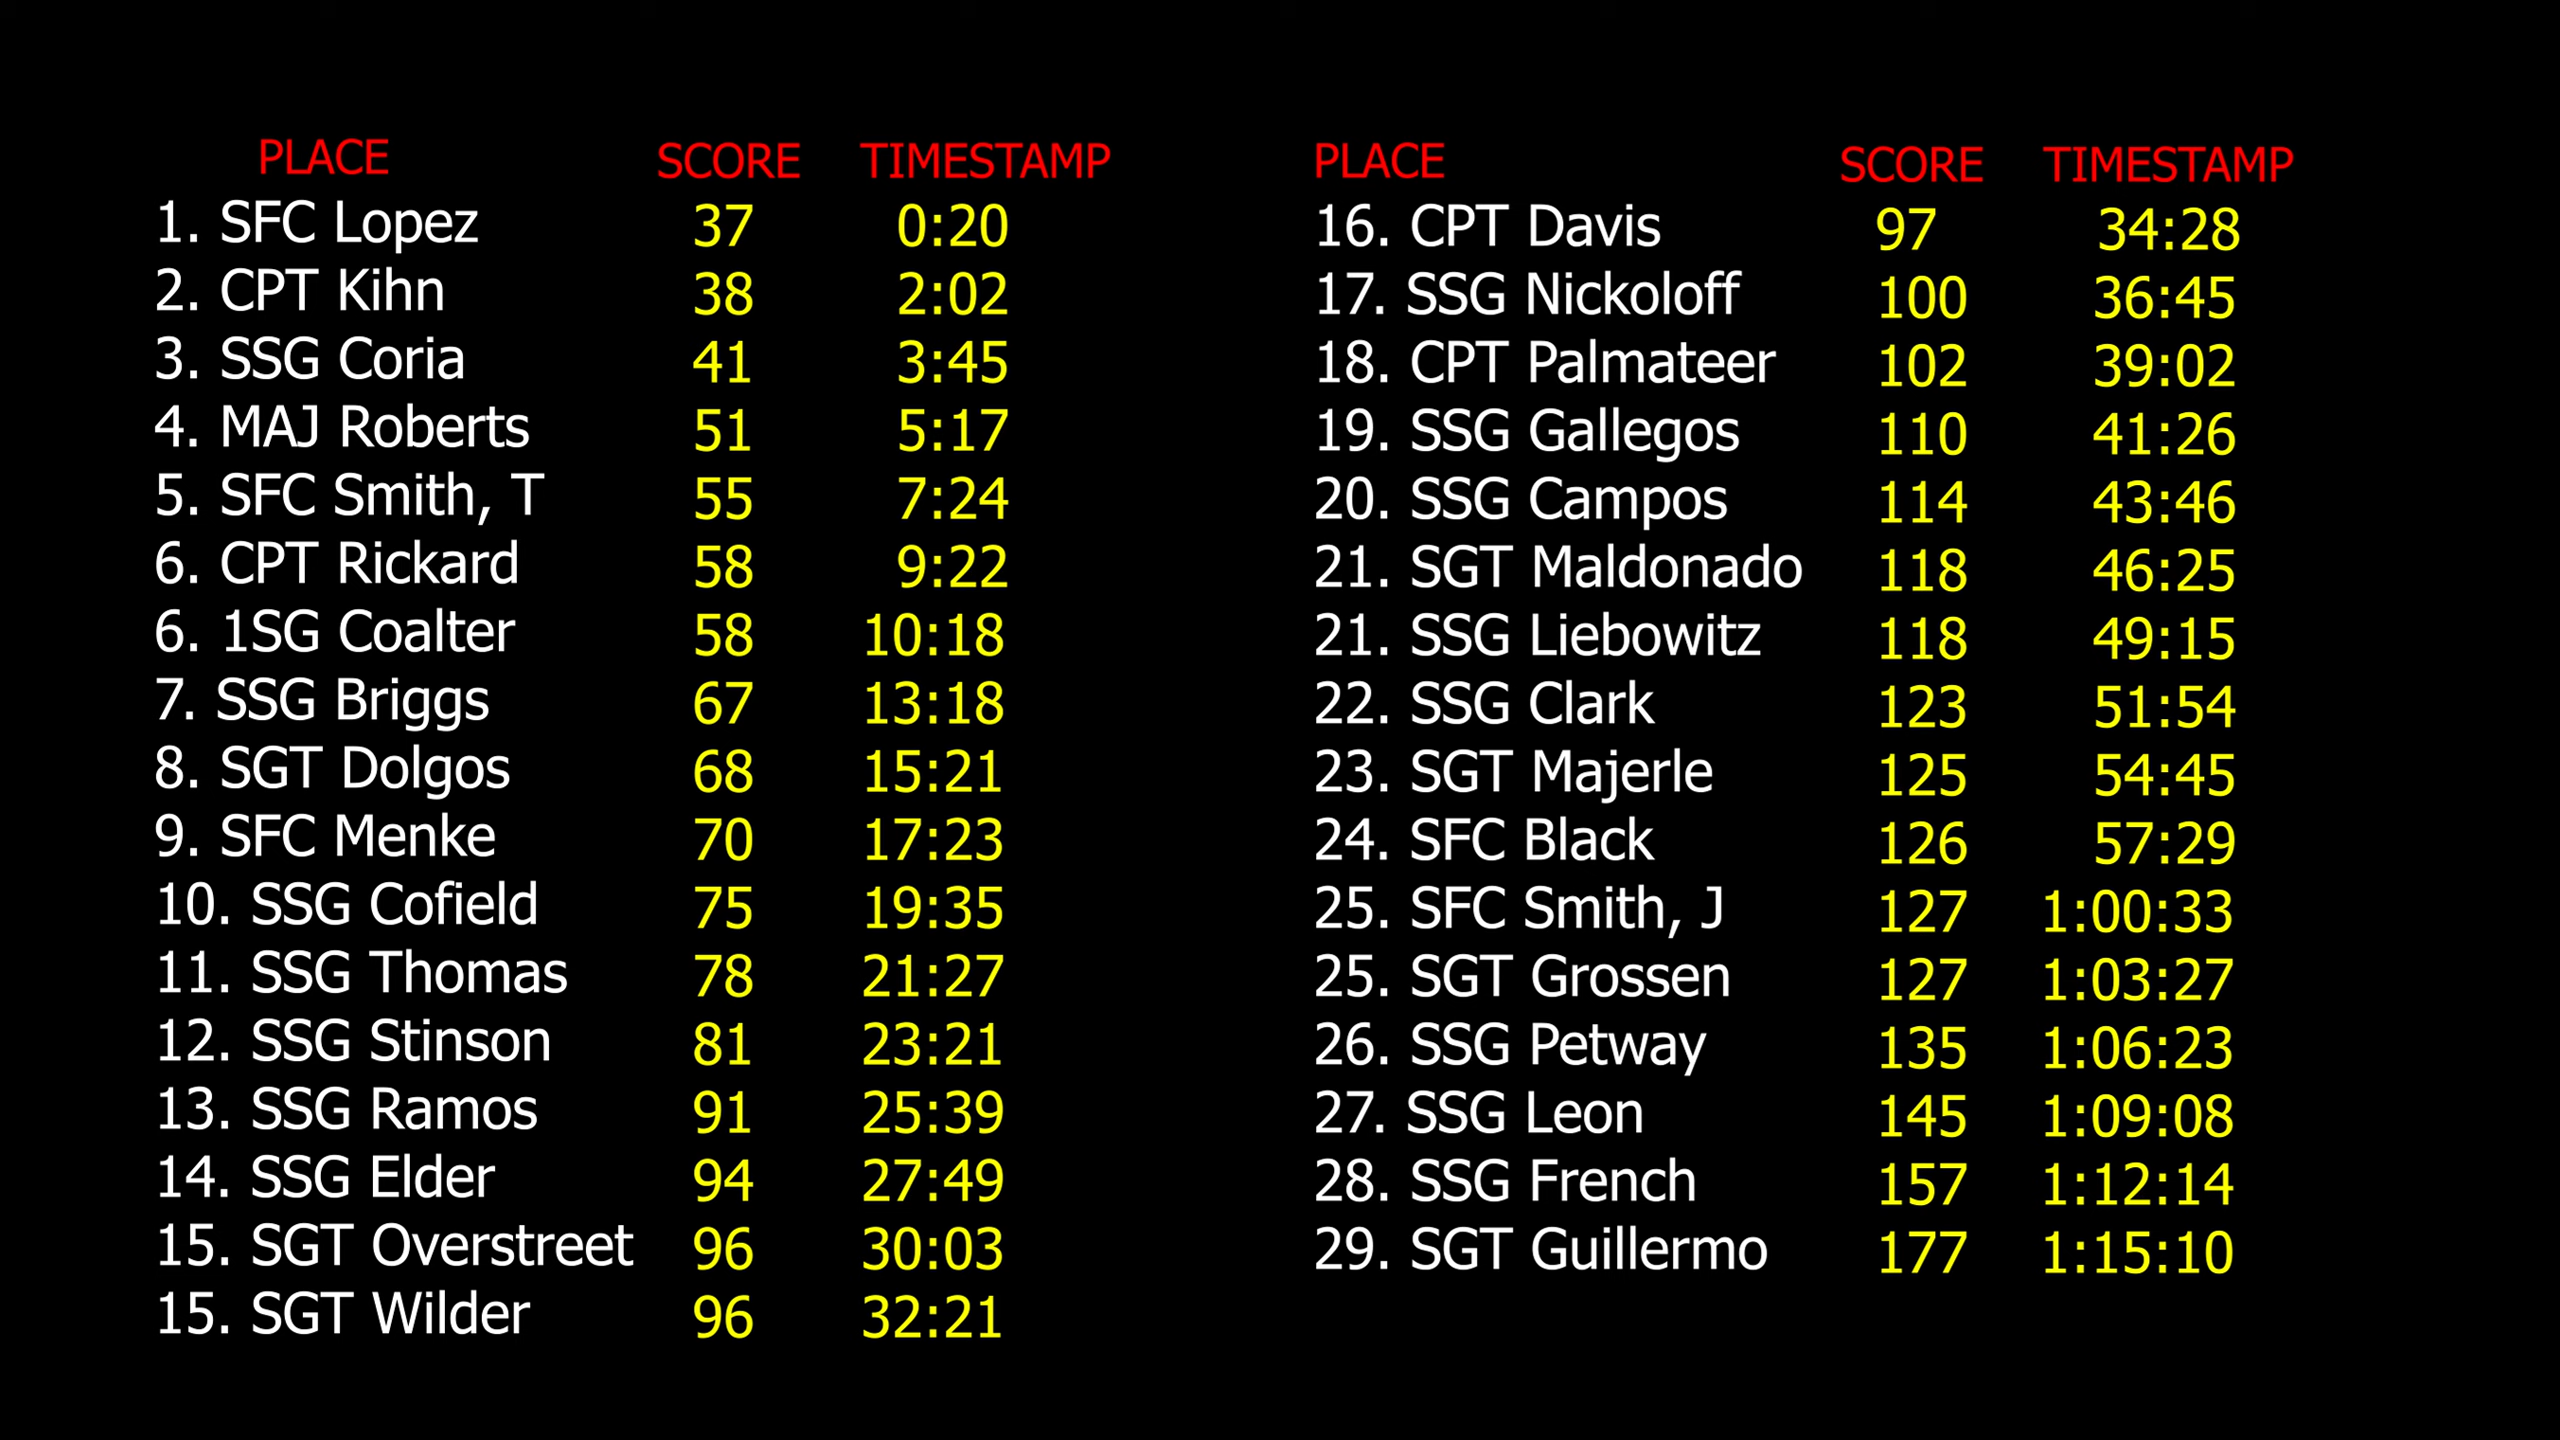 PLACE SCORE TIMESTAMP
1. SFC Lopez 37 0:20
2. CPT Kihn 38 2:02
3. SSG Coria 41 3:45
4. MAJ Roberts 51 5:17
5. SFC Smith, T 55 7:24
6. CPT Rickard 58 9:22
6. 1SG Coalter 58 10:18
7. SSG Briggs 67 13:18
8. SGT Dolgos 68 15:21
9. SFC Menke 70 17:23
10. SSG Cofield 75 19:35
11. SSG Thomas 78 21:27
12. SSG Stinson 81 23:21
13. SSG Ramos 91 25:39
14. SSG Elder 94 27:49
15. SGT Overstreet 96 30:03
15. SGT Wilder 96 32:21
PLACE SCORE TIMESTAMP
16. CPT Davis 97 34:28
17. SSG Nickoloff 100 36:45
18. CPT Palmateer 102 39:02
19. SSG Gallegos 110 41:26
20. SSG Campos 114 43:46
21. SGT Maldonado 118 46:25
21. SSG Liebowitz 118 49:15
22. SSG Clark 123 51:54
23. SGT Majerle 125 54:45
24. SFC Black 126 57:29
25. SFC Smith, J 127 1:00:33
25. SGT Grossen 127 1:03:27
26. SSG Petway 135 1:06:23
27. SSG Leon 145 1:09:08
28. SSG French 157 1:12:14
29. SGT Guillermo 177 1:15:10